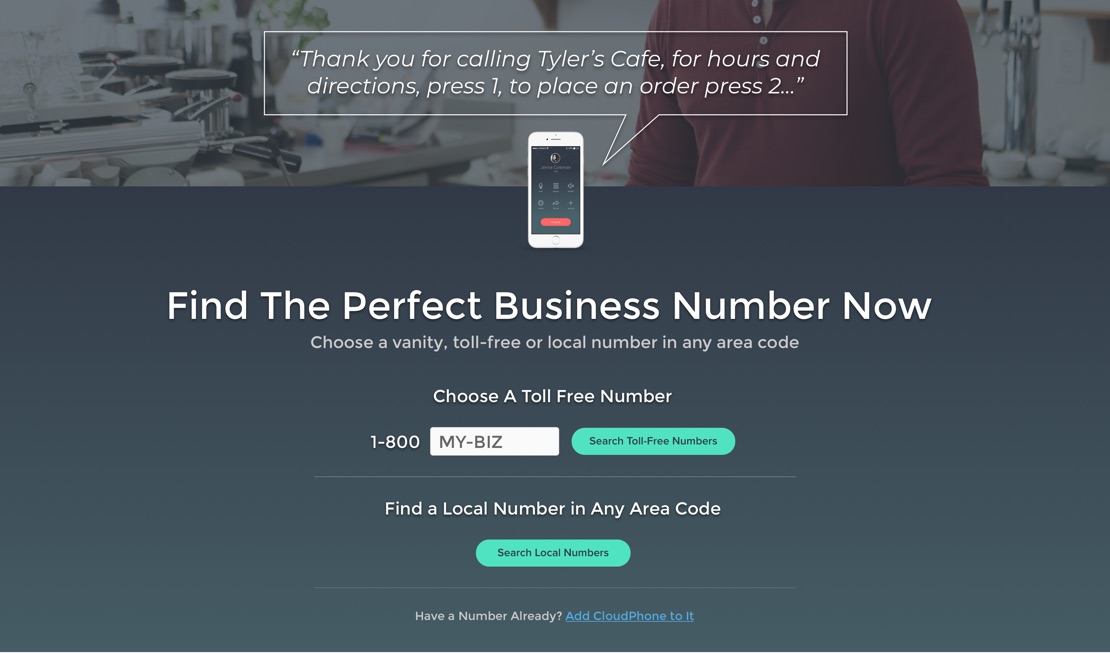 “Thank you for calling Tyler’s Cafe, for hours and
directions, press 1, to place an order press 2...”
Find The Perfect Business Number Now
Choose a vanity, toll-free or local number in any area code
Choose A Toll Free Number
1-800 MY-BIZ Search Toll-Free Numbers
Find a Local Number in Any Area Code
Search Local Numbers
Have a Number Already? Add CloudPhone to It